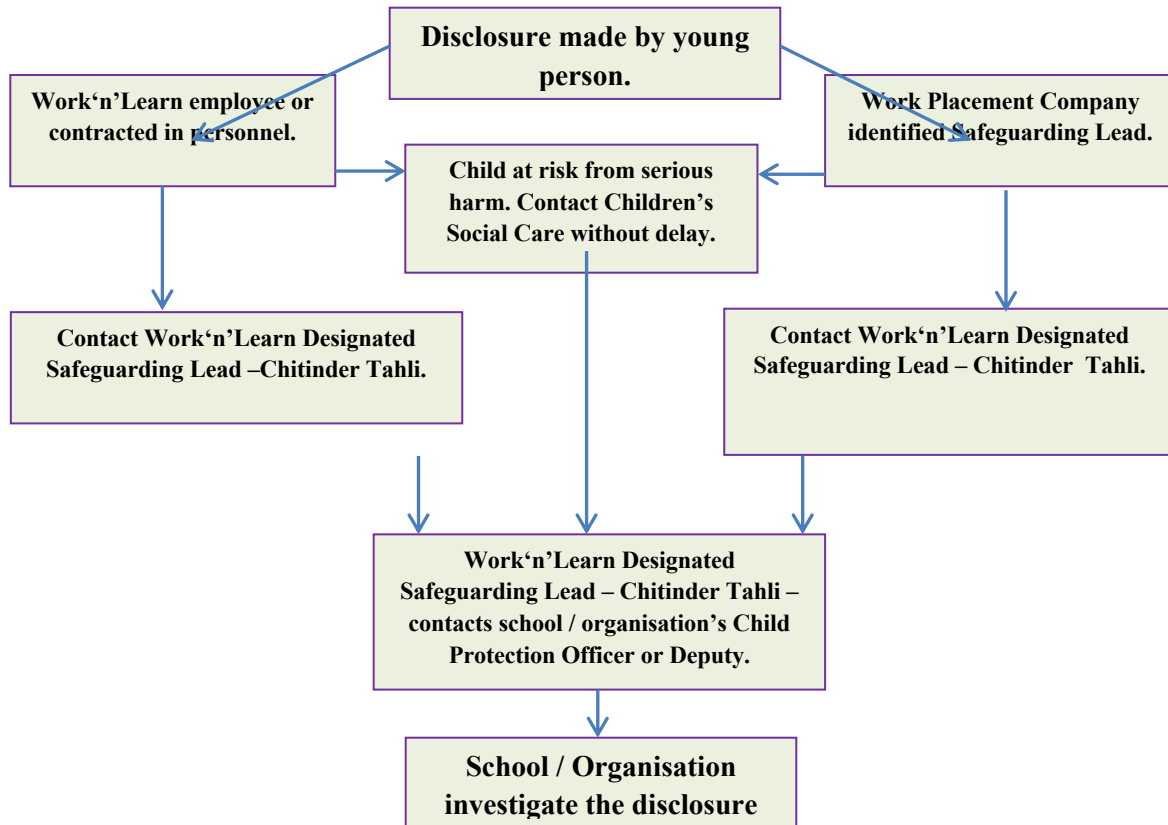 Disclosure made by young
person.
Work‘n’Learn employee or
contracted in personnel.
Work Placement Company
identified Safeguarding Lead.
Child at risk from serious
harm. Contact Children’s
Social Care without delay.
Contact Work‘n’Learn Designated
Safeguarding Lead –Chitinder Tahli.
Contact Work‘n’Learn Designated
Safeguarding Lead – Chitinder Tahli.
Work‘n’Learn Designated
Safeguarding Lead – Chitinder Tahli –
contacts school / organisation’s Child
Protection Officer or Deputy.
School / Organisation
investigate the disclosure